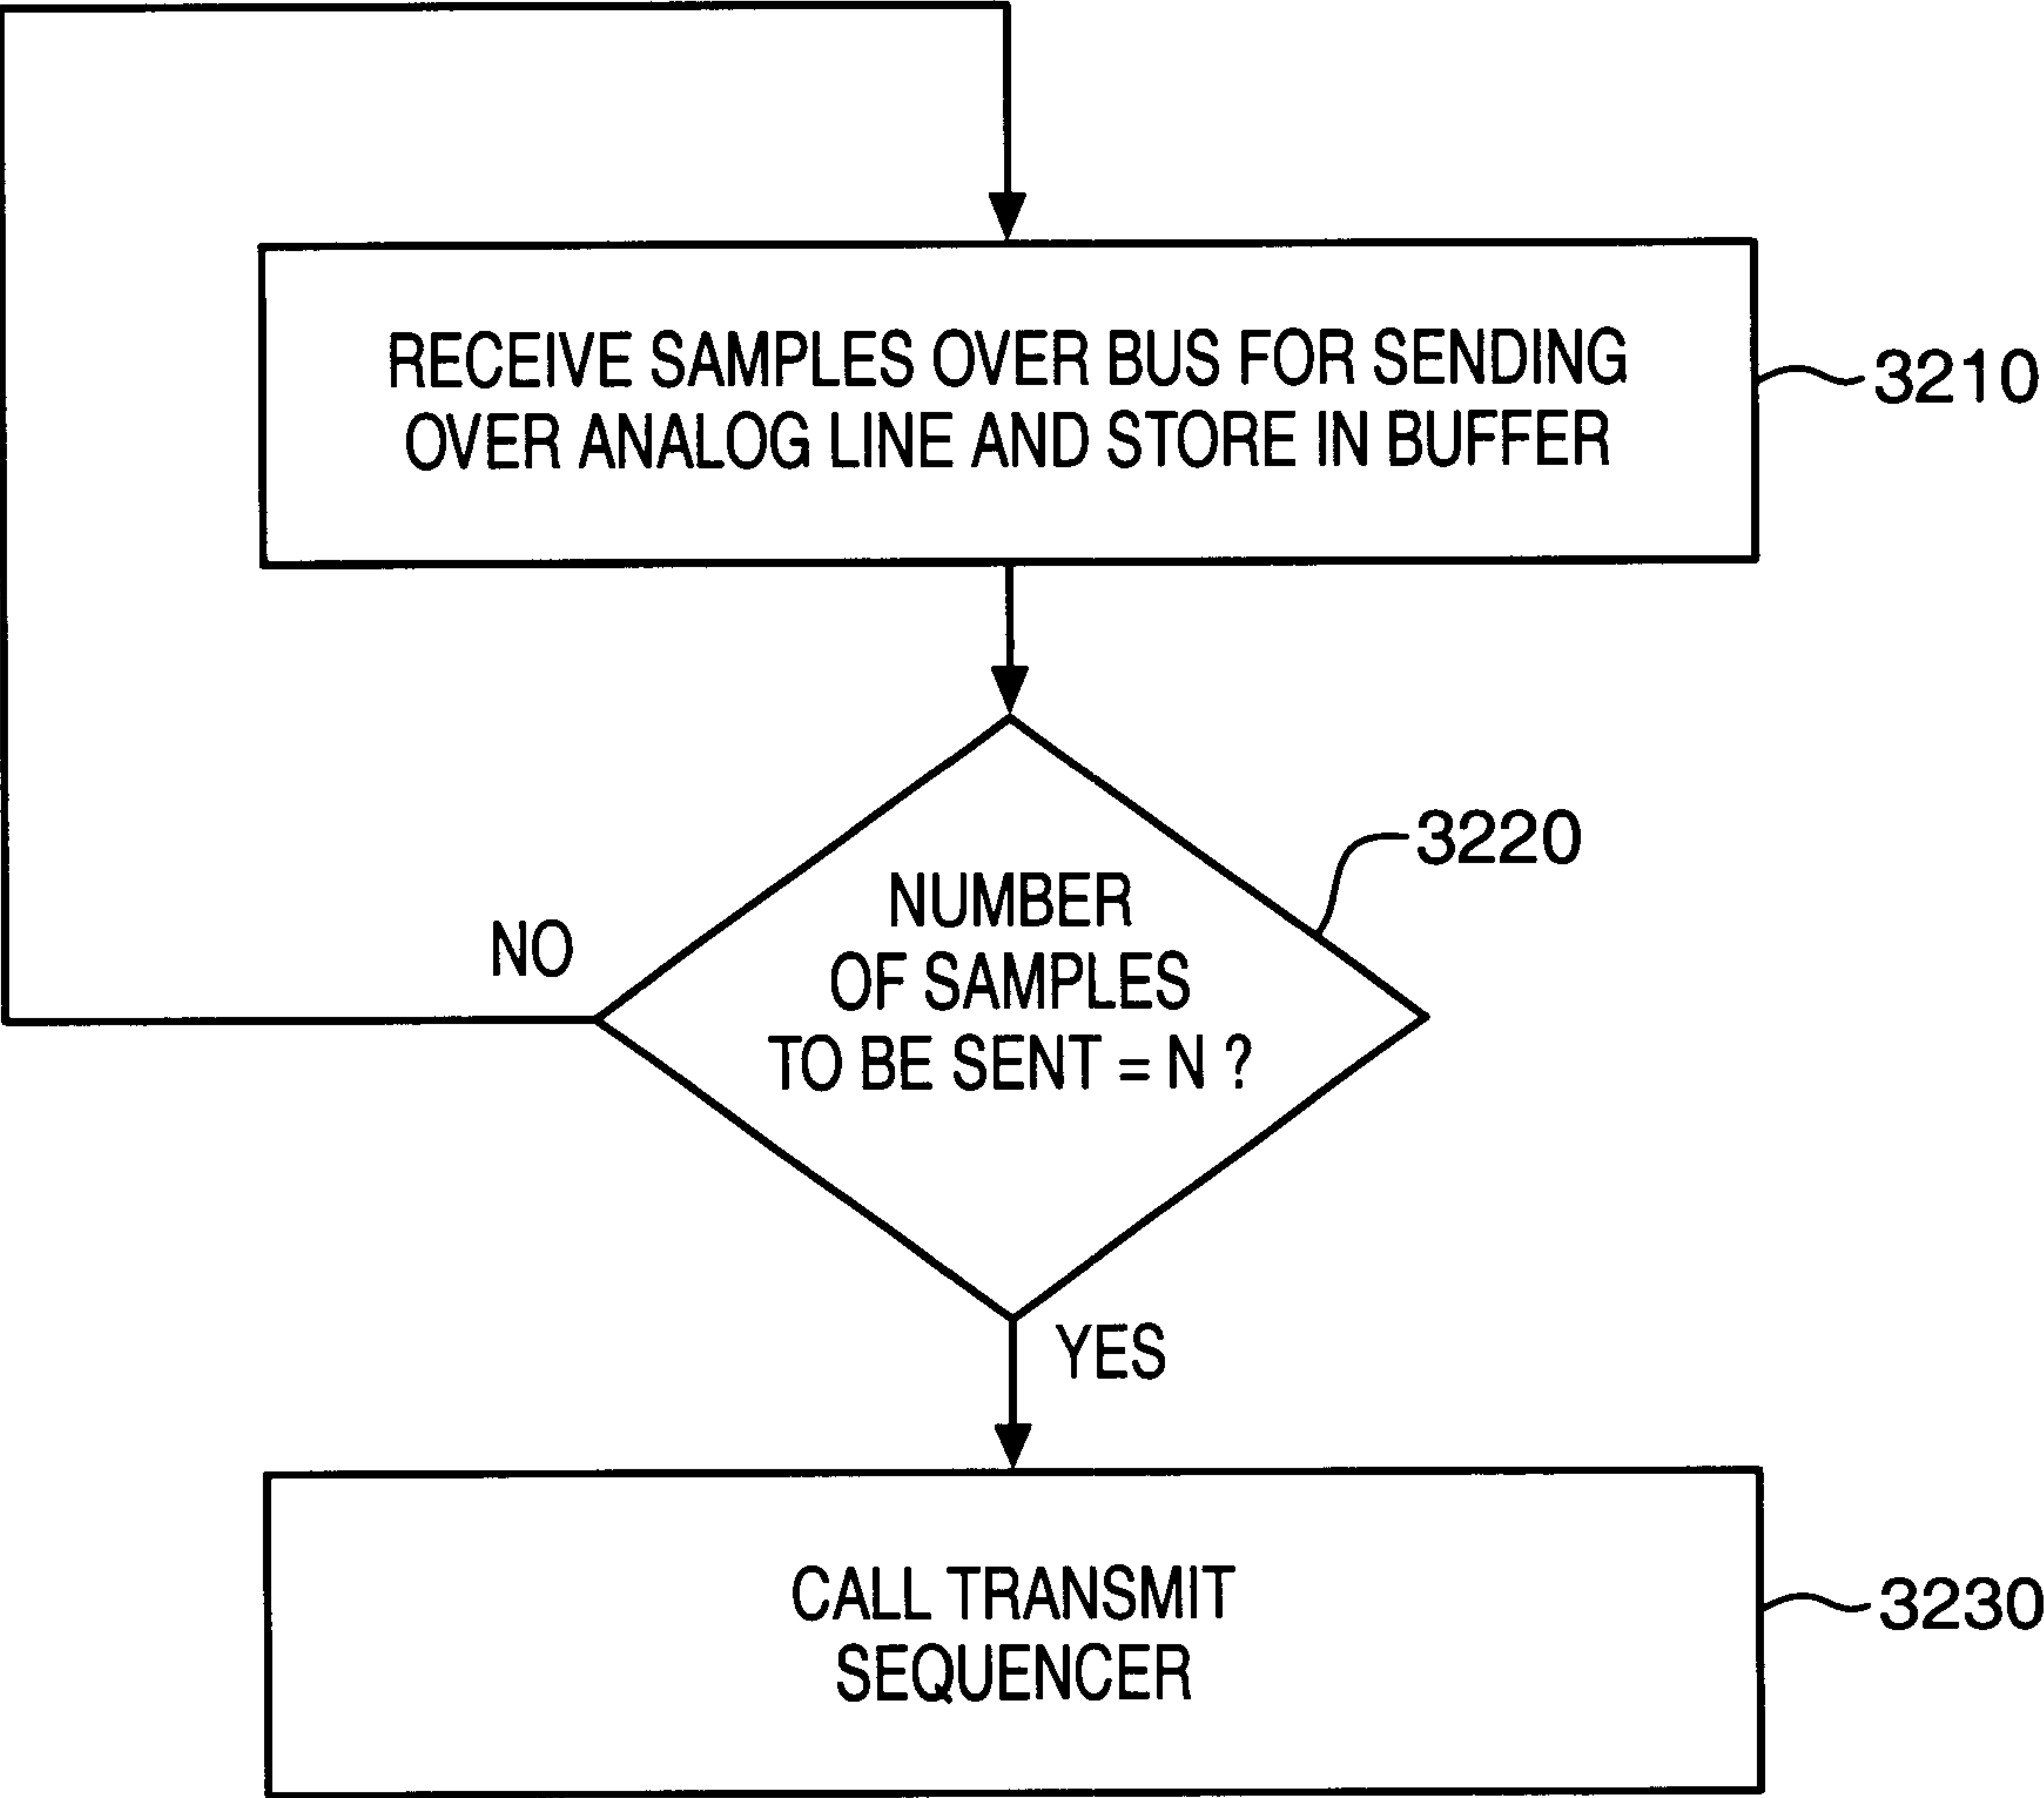 RECEIVE SAMPLES OVER BUS FOR SENDING
OVER ANALOG LINE AND STORE IN BUFFER
3210
3220
NUMBER
OF SAMPLES
TO BE SENT = N ?
NO
YES
CALL TRANSMIT
SEQUENCER
3230